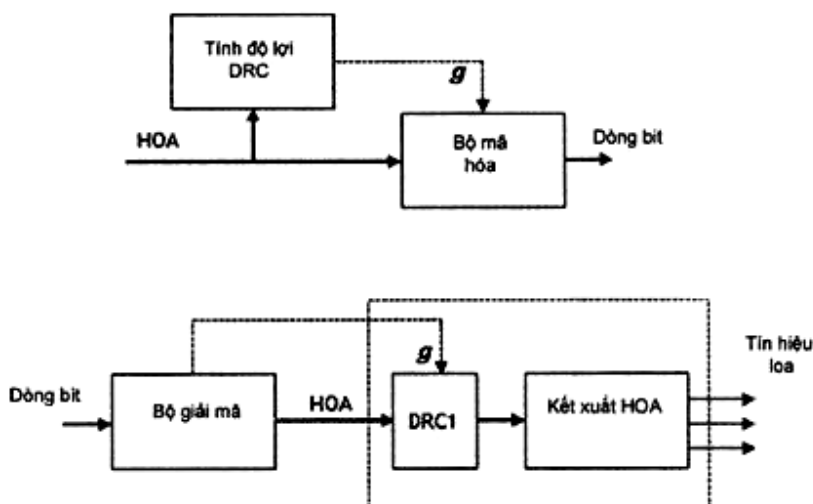 Tính độ lợi
DRC
g
HOA
Bộ mã
hóa
Dòng bit
g
Tín hiệu
loa
Dòng bit
Bộ giải mã
HOA
DRC1
Kết xuất HOA